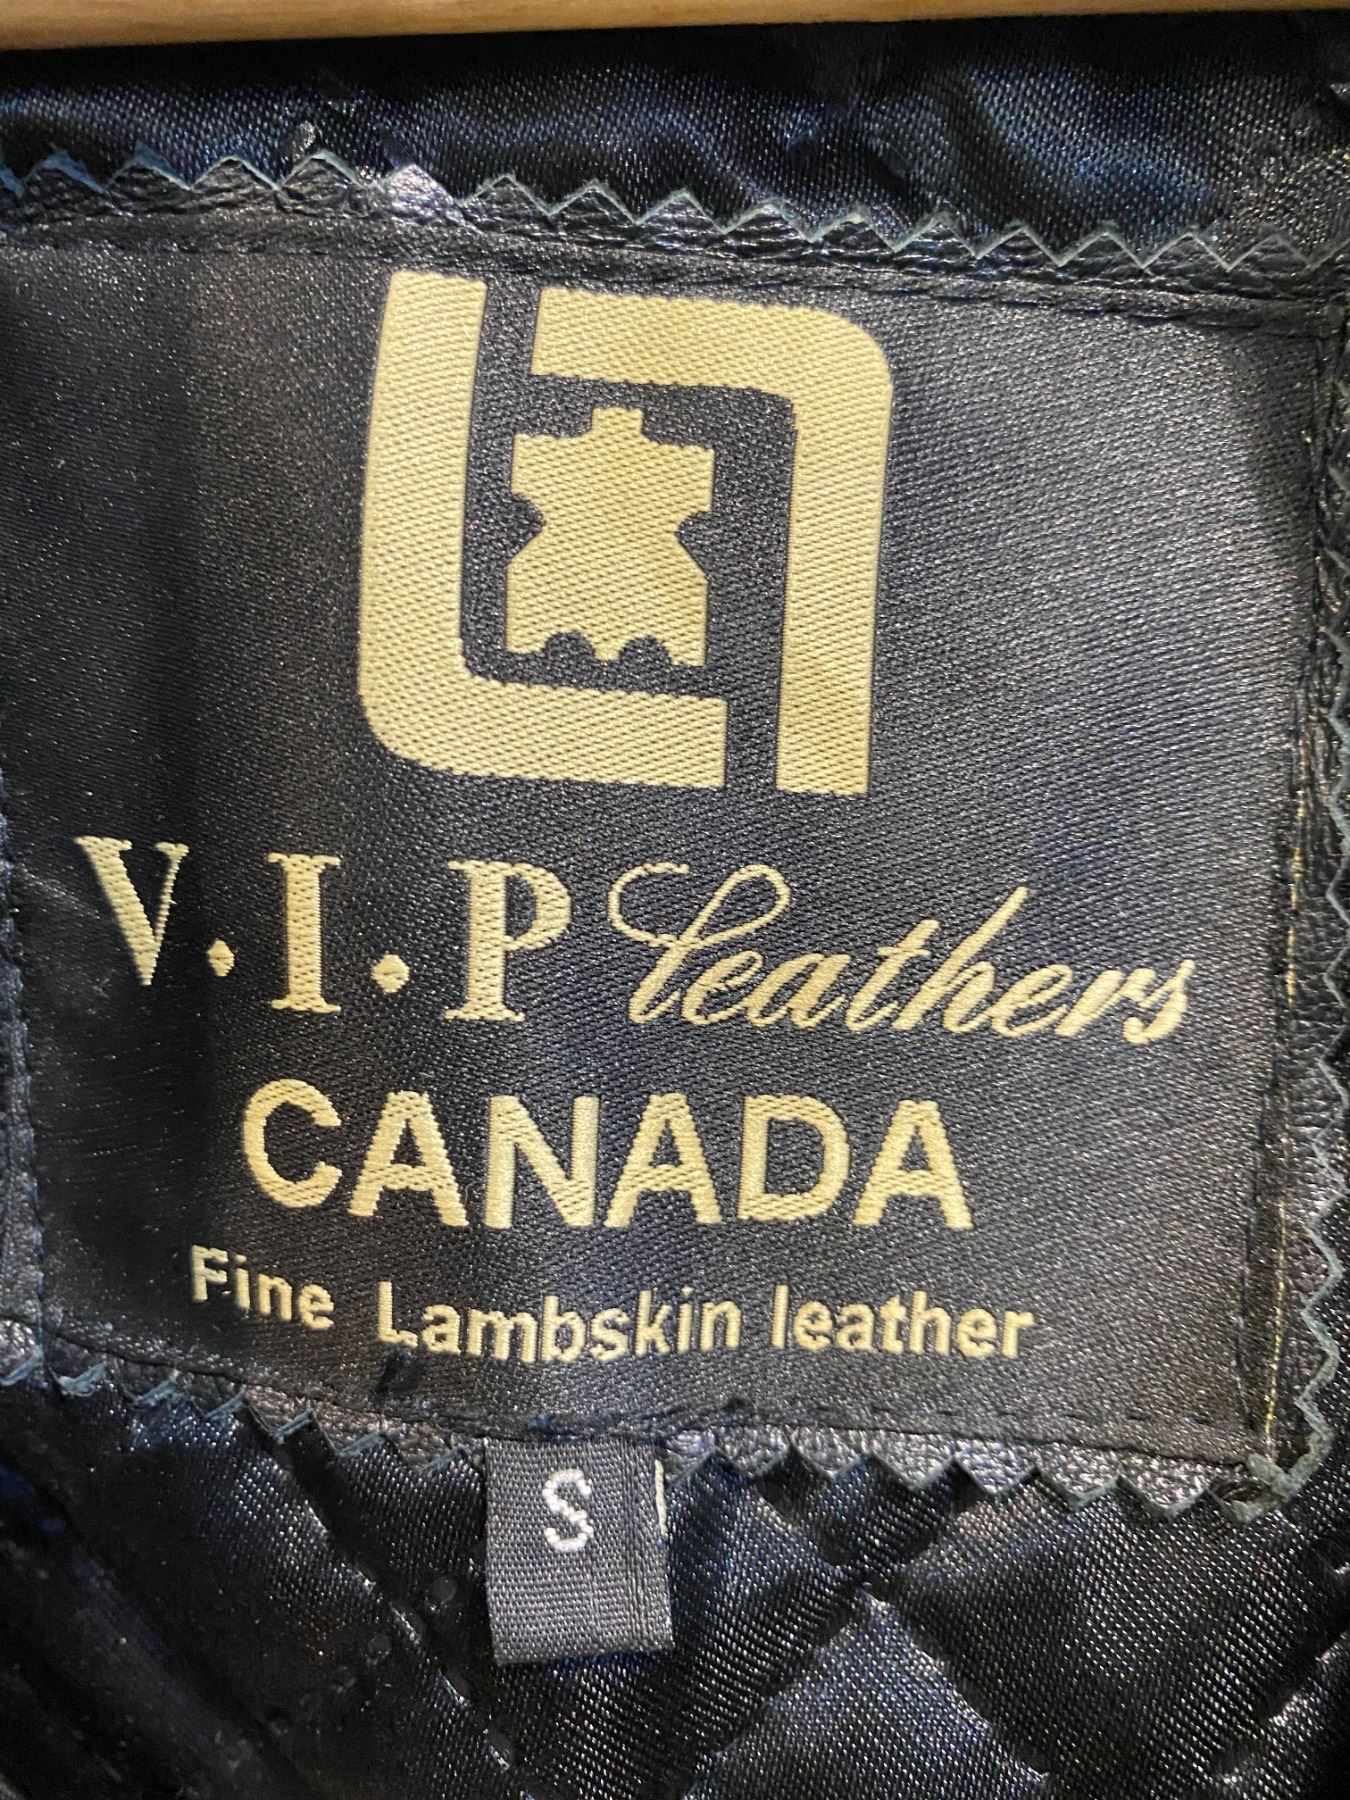 V.I.P leathers
CANADA
Fine Lambskin leather
S